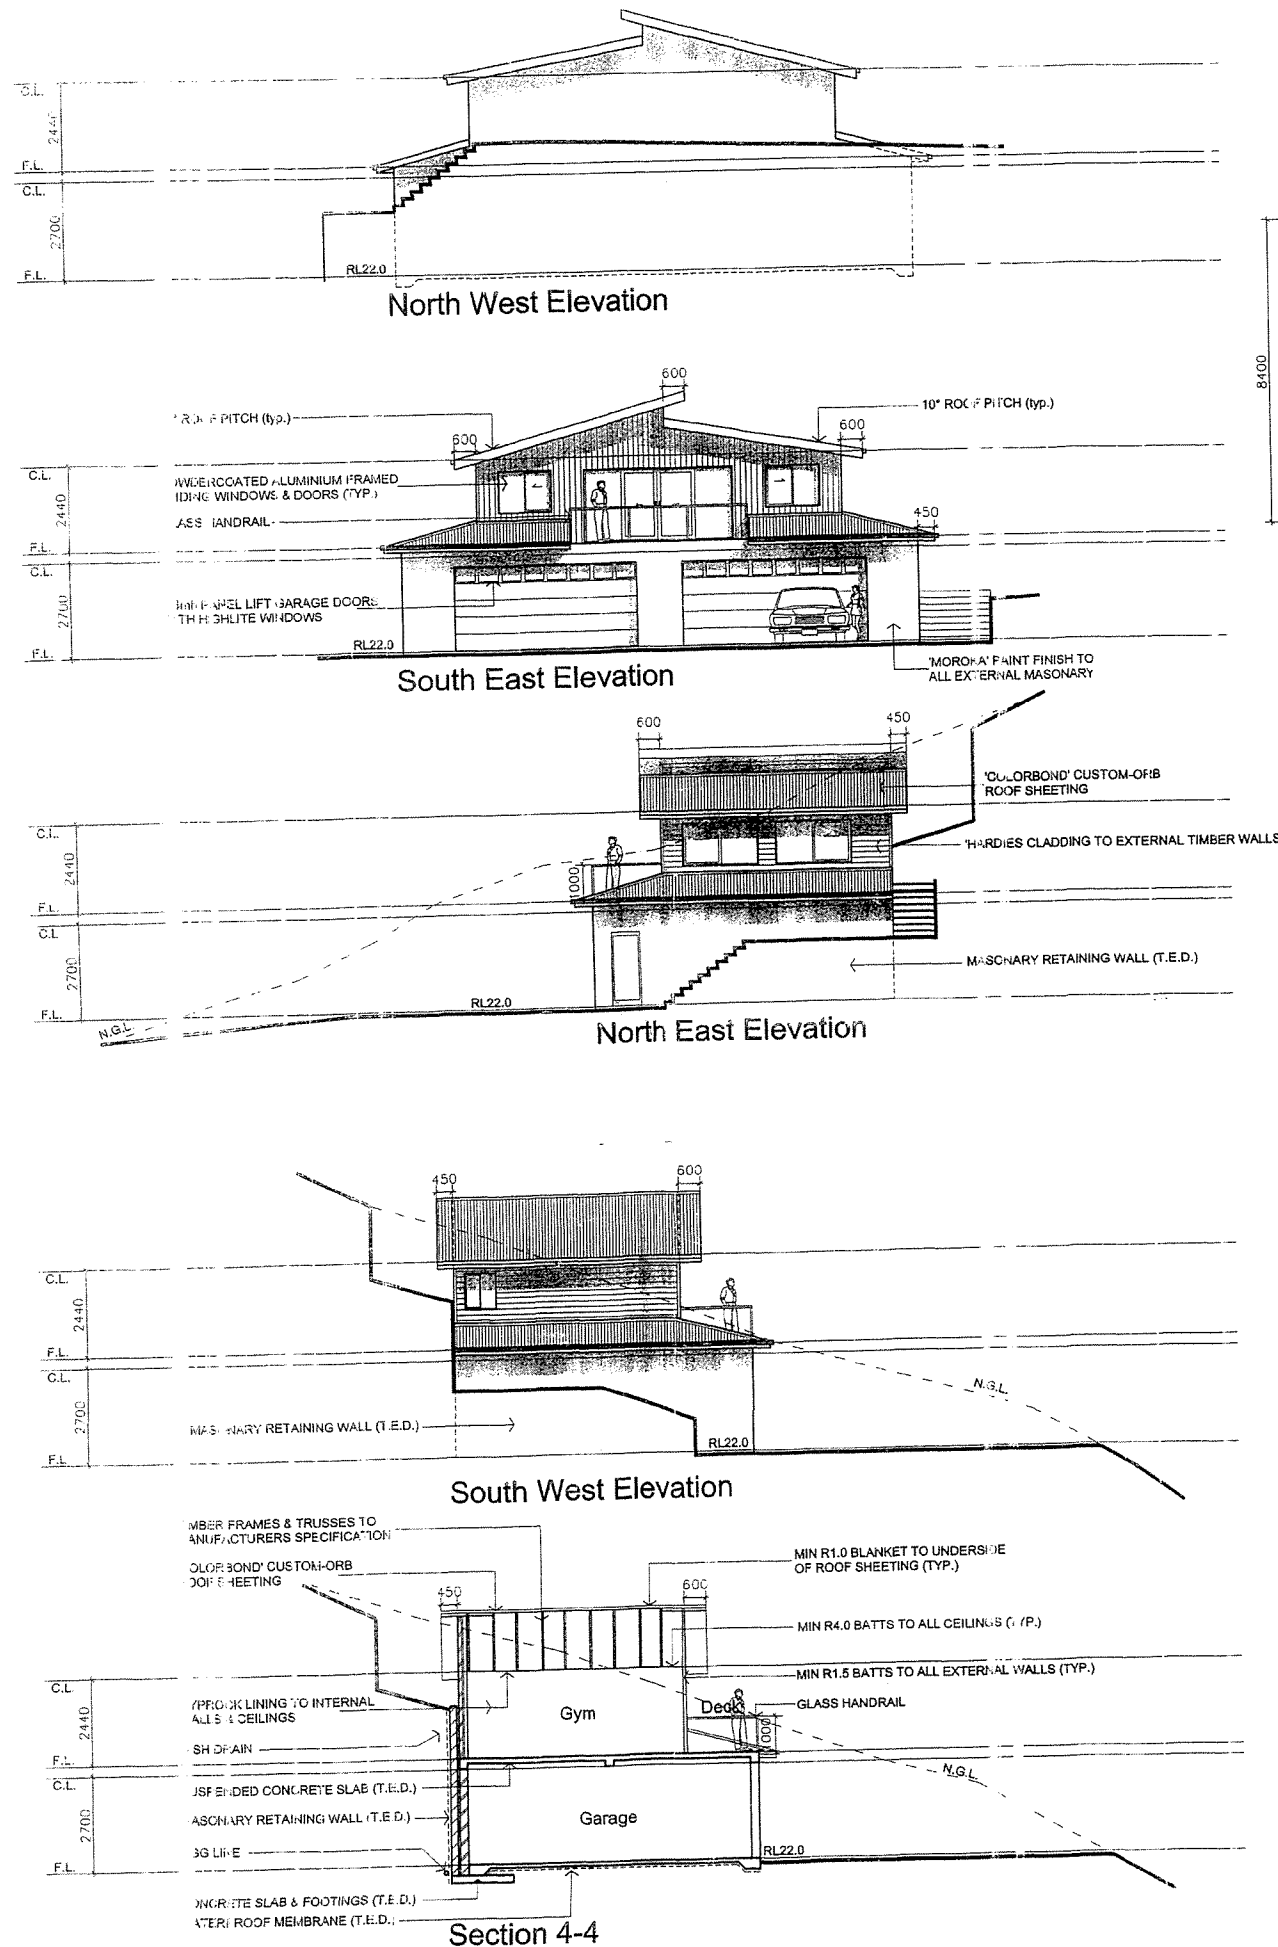 C.L.
2440
F.L.
C.L.
2700
F.L.
RL22.0
North West Elevation
8400
600
ROOF PITCH (typ.)
10° ROOF PITCH (typ.)
600
600
C.L.
2440
F.L.
C.L.
2700
F.L.
OWDERCOATED ALUMINIUM FRAMED
IDING WINDOWS & DOORS (TYP.)
ASS HANDRAIL
450
PANEL LIFT GARAGE DOORS
TH HIGHLITE WINDOWS
RL22.0
South East Elevation
'MOROKA' PAINT FINISH TO
ALL EXTERNAL MASONARY
600
450
'COLORBOND' CUSTOM-ORB
ROOF SHEETING
C.L.
2440
F.L.
C.L.
2700
F.L.
1000
'HARDIES CLADDING TO EXTERNAL TIMBER WALLS
MASONARY RETAINING WALL (T.E.D.)
RL22.0
N.G.L.
North East Elevation
450
600
C.L.
2440
F.L.
C.L.
2700
F.L.
N.G.L.
MASONARY RETAINING WALL (T.E.D.)
RL22.0
South West Elevation
MBER FRAMES & TRUSSES TO
ANUFACTURERS SPECIFICATION
OLORBOND' CUSTOM-ORB
OOF SHEETING
MIN R1.0 BLANKET TO UNDERSIDE
OF ROOF SHEETING (TYP.)
450
600
MIN R4.0 BATTS TO ALL CEILINGS (TYP.)
MIN R1.5 BATTS TO ALL EXTERNAL WALLS (TYP.)
C.L.
2440
F.L.
C.L.
2700
F.L.
YPROCK LINING TO INTERNAL
ALLS & CEILINGS
Gym
Deck
GLASS HANDRAIL
1000
SH DRAIN
N.G.L.
USPENDED CONCRETE SLAB (T.E.D.)
ASONARY RETAINING WALL (T.E.D.)
Garage
GG LINE
RL22.0
ONCRETE SLAB & FOOTINGS (T.E.D.)
ATERPROOF MEMBRANE (T.E.D.)
Section 4-4